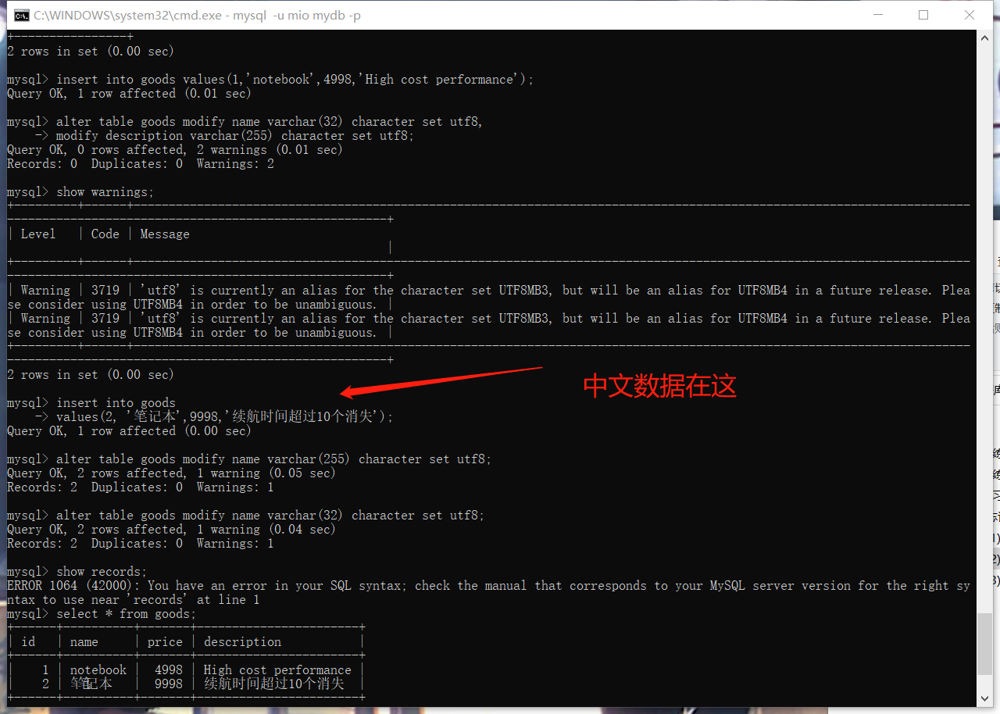 C:\WINDOWS\system32\cmd.exe - mysql  -u mio mydb -p
+----------------+
2 rows in set (0.00 sec)
mysql> insert into goods values(1,'notebook',4998,'High cost performance');
Query OK, 1 row affected (0.01 sec)
mysql> alter table goods modify name varchar(32) character set utf8,
    -> modify description varchar(255) character set utf8;
Query OK, 0 rows affected, 2 warnings (0.01 sec)
Records: 0  Duplicates: 0  Warnings: 2
mysql> show warnings;
| Level   | Code | Message
|
| Warning | 3719 | 'utf8' is currently an alias for the character set UTF8MB3, but will be an alias for UTF8MB4 in a future release. Plea
se consider using UTF8MB4 in order to be unambiguous. |
| Warning | 3719 | 'utf8' is currently an alias for the character set UTF8MB3, but will be an alias for UTF8MB4 in a future release. Plea
se consider using UTF8MB4 in order to be unambiguous. |
2 rows in set (0.00 sec)
中文数据在这
mysql> insert into goods
    -> values(2, '笔记本',9998,'续航时间超过10个消失');
Query OK, 1 row affected (0.00 sec)
mysql> alter table goods modify name varchar(255) character set utf8;
Query OK, 2 rows affected, 1 warning (0.05 sec)
Records: 2  Duplicates: 0  Warnings: 1
mysql> alter table goods modify name varchar(32) character set utf8;
Query OK, 2 rows affected, 1 warning (0.04 sec)
Records: 2  Duplicates: 0  Warnings: 1
mysql> show records;
ERROR 1064 (42000): You have an error in your SQL syntax; check the manual that corresponds to your MySQL server version for the right sy
ntax to use near 'records' at line 1
mysql> select * from goods;
+------+----------+-------+-----------------------+
| id   | name     | price | description           |
+------+----------+-------+-----------------------+
|    1 | notebook |  4998 | High cost performance |
|    2 | 笔记本   |  9998 | 续航时间超过10个消失  |
+------+----------+-------+-----------------------+